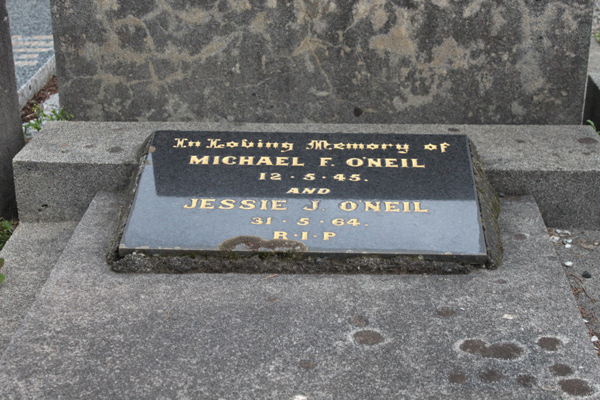 In Loving Memory of
MICHAEL F. O'NEIL
12·5·45.
AND
JESSIE J O'NEIL
31·5·64.
R·I·P